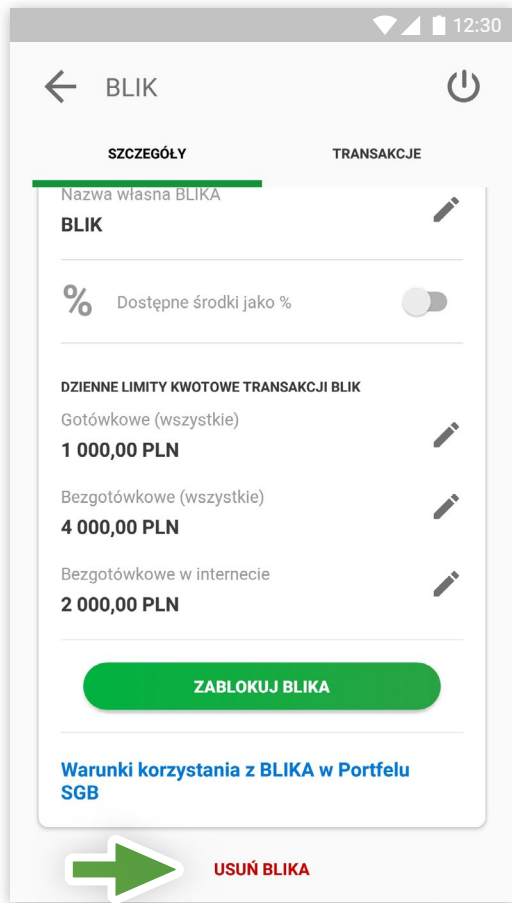 12:30
BLIK
SZCZEGÓŁY
TRANSAKCJE
Nazwa własna BLIKA
BLIK
% Dostępne środki jako %
DZIENNE LIMITY KWOTOWE TRANSAKCJI BLIK
Gotówkowe (wszystkie)
1 000,00 PLN
Bezgotówkowe (wszystkie)
4 000,00 PLN
Bezgotówkowe w internecie
2 000,00 PLN
ZABLOKUJ BLIKA
Warunki korzystania z BLIKA w Portfelu
SGB
USUŃ BLIKA